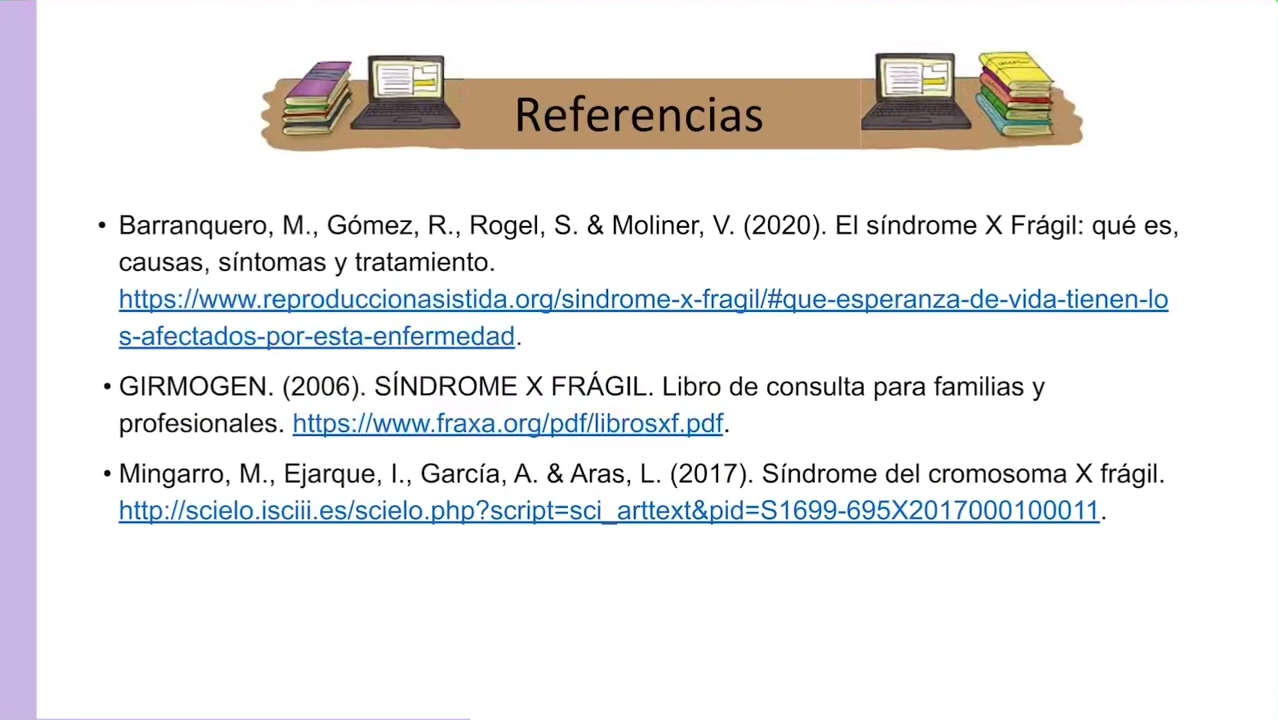 Referencias
• Barranquero, M., Gómez, R., Rogel, S. & Moliner, V. (2020). El síndrome X Frágil: qué es,
causas, síntomas y tratamiento.
https://www.reproduccionasistida.org/sindrome-x-fragil/#que-esperanza-de-vida-tienen-lo
s-afectados-por-esta-enfermedad.
• GIRMOGEN. (2006). SÍNDROME X FRÁGIL. Libro de consulta para familias y
profesionales. https://www.fraxa.org/pdf/librosxf.pdf.
• Mingarro, M., Ejarque, I., García, A. & Aras, L. (2017). Síndrome del cromosoma X frágil.
http://scielo.isciii.es/scielo.php?script=sci_arttext&pid=S1699-695X2017000100011.